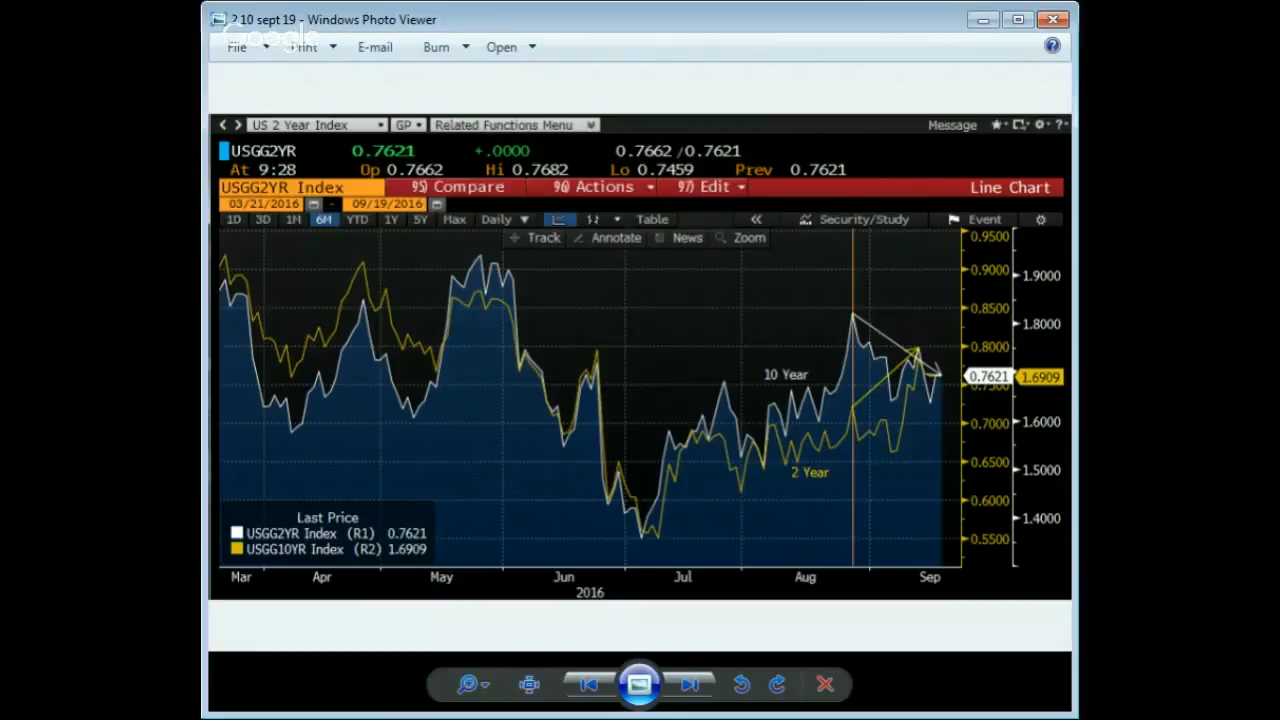 2 10 sept 19 - Windows Photo Viewer
Google
File Print E-mail Burn Open
US 2 Year Index GP Related Functions Menu Message
USGG2YR 0.7621 +.0000 0.7662 /0.7621
At 9:28 Op 0.7662 Hi 0.7682 Lo 0.7459 Prev 0.7621
USGG2YR Index 95) Compare 96) Actions 97) Edit Line Chart
03/21/2016 - 09/19/2016
1D 3D 1M 6M YTD 1Y 5Y Max Daily Table Security/Study Event
Track Annotate News Zoom
0.9500
0.9000
1.9000
0.8500
1.8000
0.8000
10 Year
0.7621 1.6909
0.7500
0.7000
1.6000
0.6500
2 Year
1.5000
0.6000
1.4000
0.5500
Last Price
USGG2YR Index (R1) 0.7621
USGG10YR Index (R2) 1.6909
Mar Apr May Jun Jul Aug Sep
2016